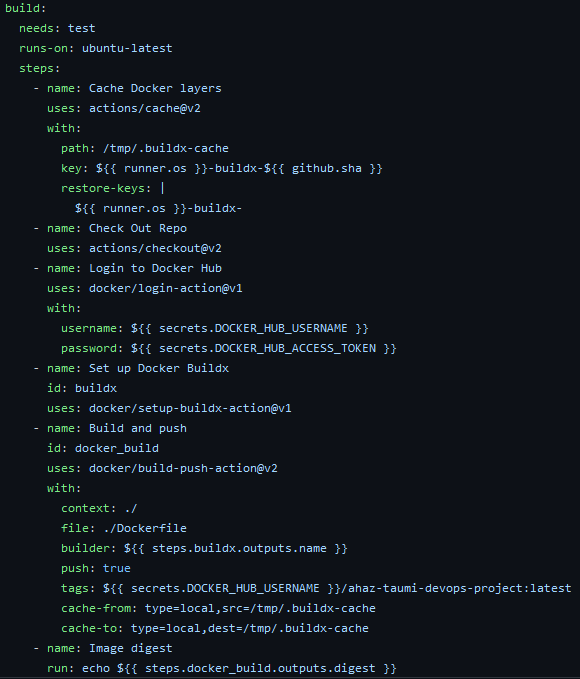 build:
  needs: test
  runs-on: ubuntu-latest
  steps:
    - name: Cache Docker layers
      uses: actions/cache@v2
      with:
        path: /tmp/.buildx-cache
        key: ${{ runner.os }}-buildx-${{ github.sha }}
        restore-keys: |
          ${{ runner.os }}-buildx-
    - name: Check Out Repo
      uses: actions/checkout@v2
    - name: Login to Docker Hub
      uses: docker/login-action@v1
      with:
        username: ${{ secrets.DOCKER_HUB_USERNAME }}
        password: ${{ secrets.DOCKER_HUB_ACCESS_TOKEN }}
    - name: Set up Docker Buildx
      id: buildx
      uses: docker/setup-buildx-action@v1
    - name: Build and push
      id: docker_build
      uses: docker/build-push-action@v2
      with:
        context: ./
        file: ./Dockerfile
        builder: ${{ steps.buildx.outputs.name }}
        push: true
        tags: ${{ secrets.DOCKER_HUB_USERNAME }}/ahaz-taumi-devops-project:latest
        cache-from: type=local,src=/tmp/.buildx-cache
        cache-to: type=local,dest=/tmp/.buildx-cache
    - name: Image digest
      run: echo ${{ steps.docker_build.outputs.digest }}